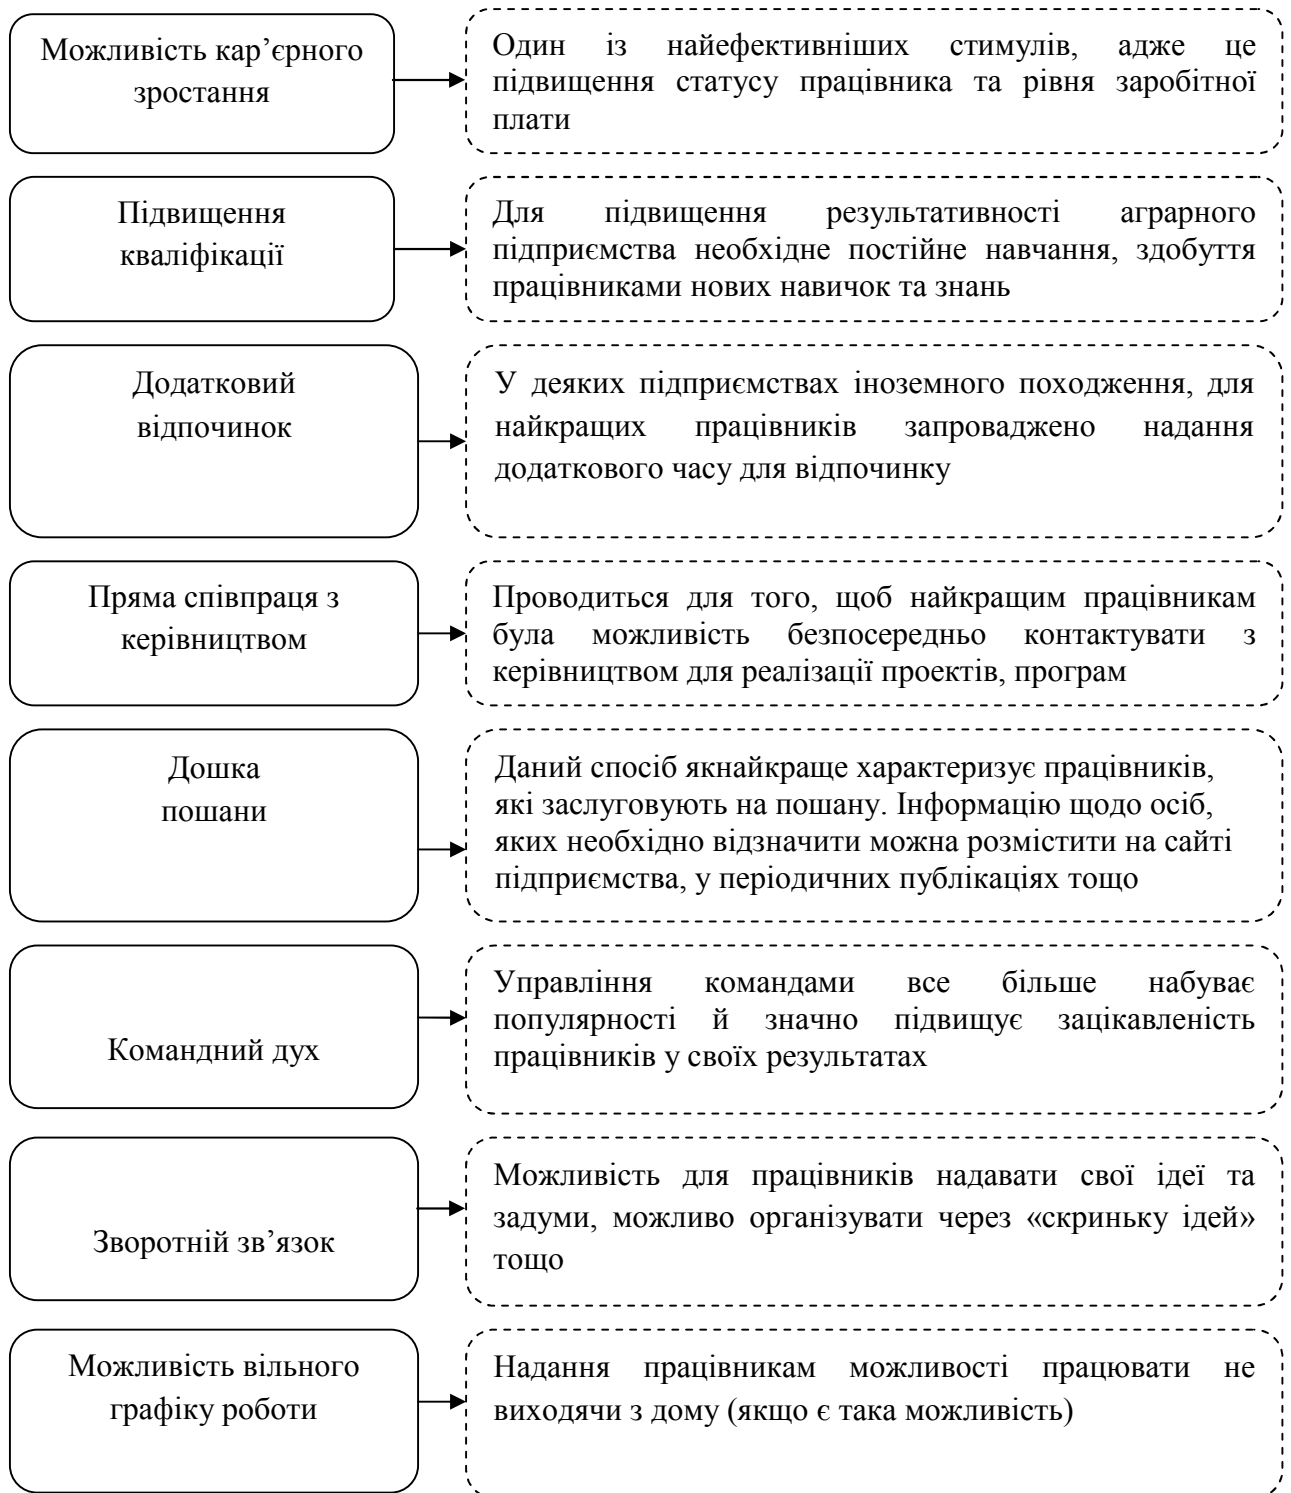 Можливість кар’єрного
зростання
Один із найефективніших стимулів, адже це
підвищення статусу працівника та рівня заробітної
плати
Підвищення
кваліфікації
Для підвищення результативності аграрного
підприємства необхідне постійне навчання, здобуття
працівниками нових навичок та знань
Додатковий
відпочинок
У деяких підприємствах іноземного походження, для
найкращих працівників запроваджено надання
додаткового часу для відпочинку
Пряма співпраця з
керівництвом
Проводиться для того, щоб найкращим працівникам
була можливість безпосередньо контактувати з
керівництвом для реалізації проектів, програм
Дошка
пошани
Даний спосіб якнайкраще характеризує працівників,
які заслуговують на пошану. Інформацію щодо осіб,
яких необхідно відзначити можна розмістити на сайті
підприємства, у періодичних публікаціях тощо
Командний дух
Управління командами все більше набуває
популярності й значно підвищує зацікавленість
працівників у своїх результатах
Зворотній зв’язок
Можливість для працівників надавати свої ідеї та
задуми, можливо організувати через «скриньку ідей»
тощо
Можливість вільного
графіку роботи
Надання працівникам можливості працювати не
виходячи з дому (якщо є така можливість)